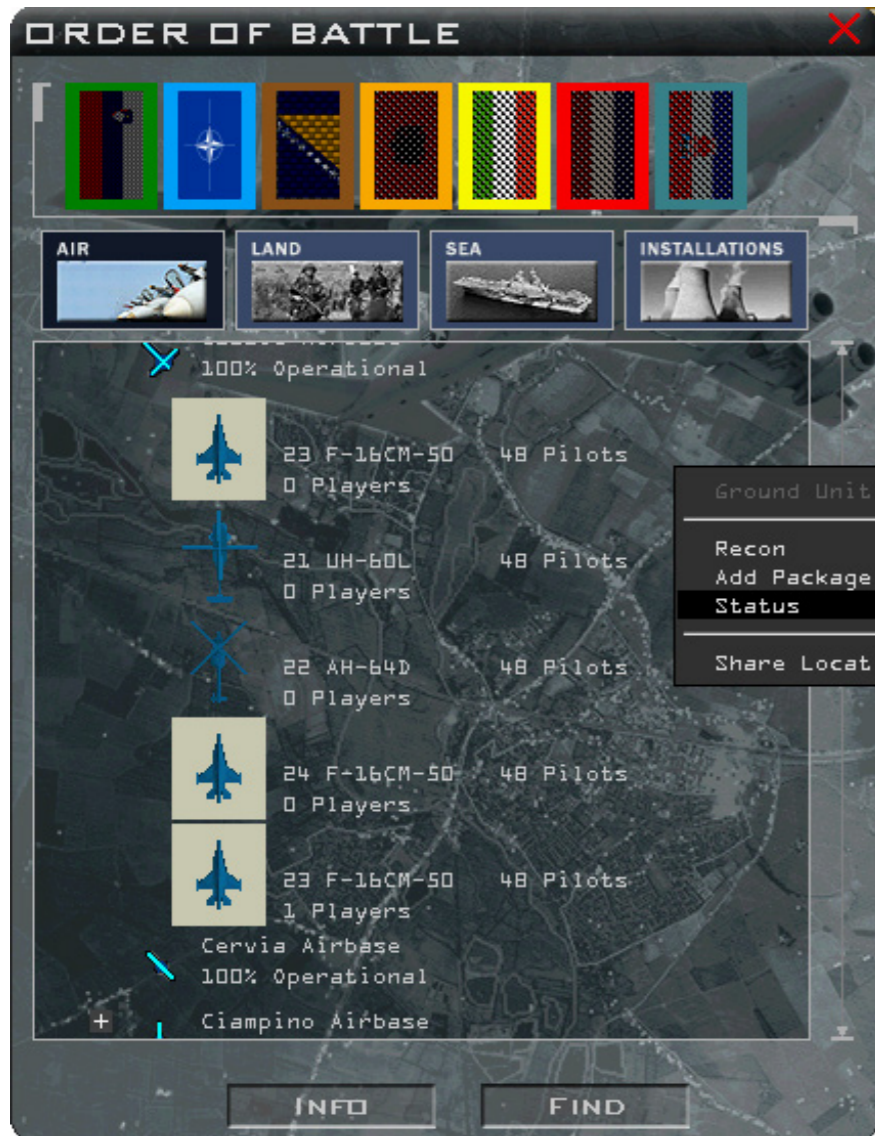 ORDER OF BATTLE
AIR
LAND
SEA
INSTALLATIONS
100% Operational
23 F-16CM-50 48 Pilots
0 Players
Ground Unit
21 UH-60L 48 Pilots
0 Players
Recon
Add Package
Status
22 AH-64D 48 Pilots
0 Players
Share Locat
24 F-16CM-50 48 Pilots
0 Players
23 F-16CM-50 48 Pilots
1 Players
Cervia Airbase
100% Operational
+ Ciampino Airbase
INFO
FIND